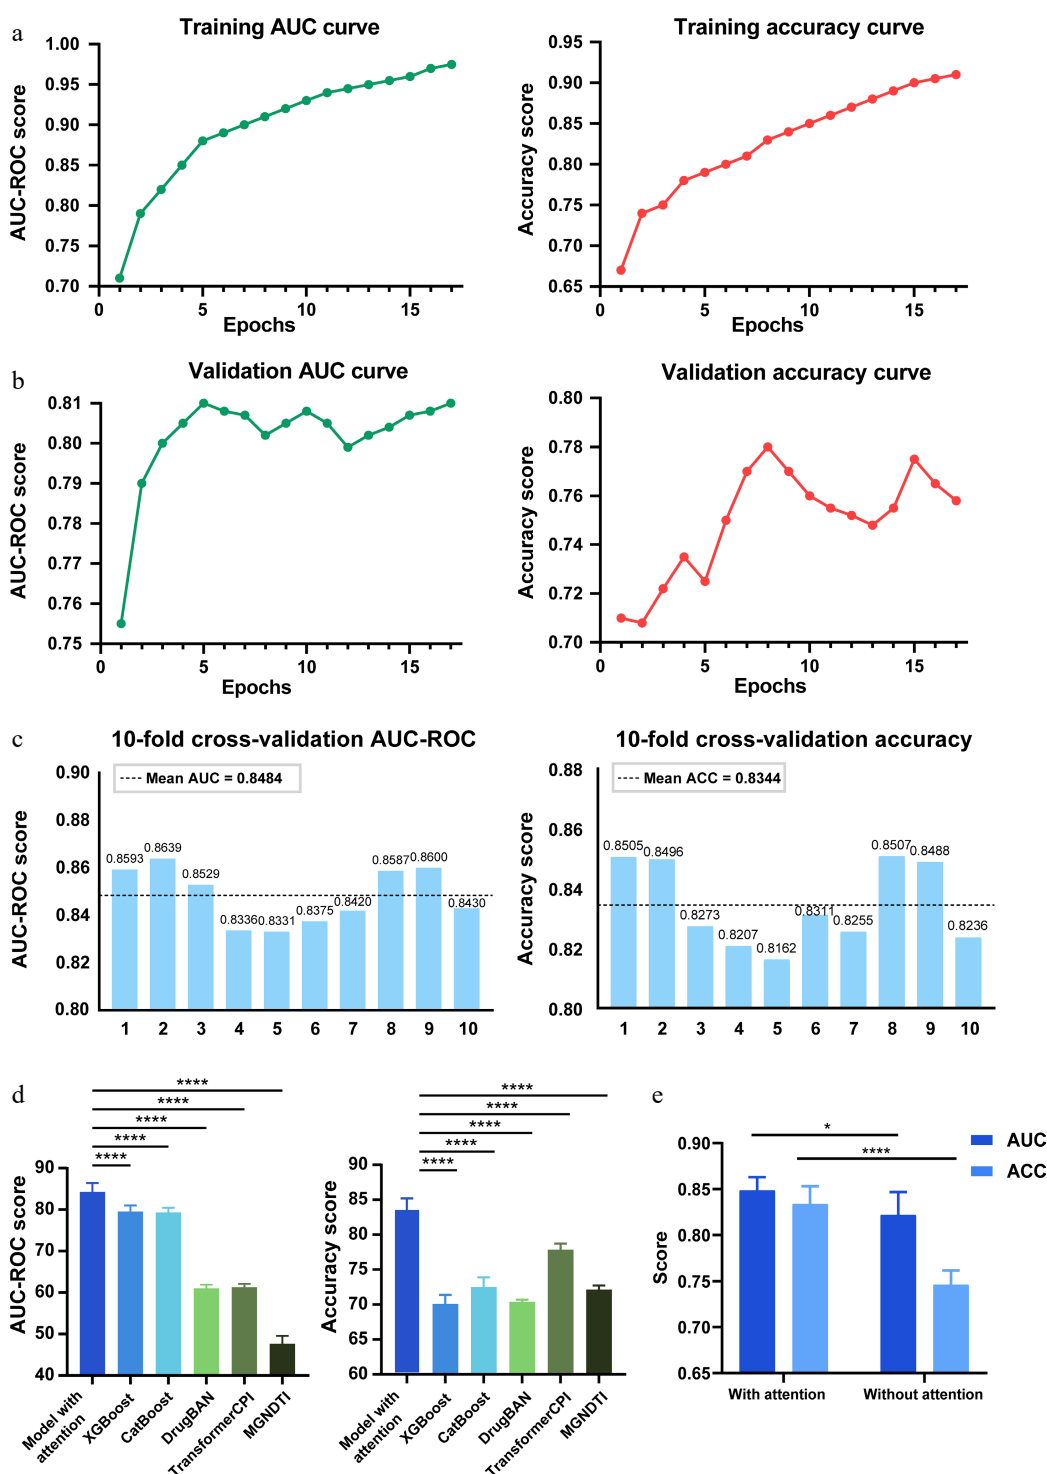 a
Training AUC curve
AUC-ROC score
1.00
0.95
0.90
0.85
0.80
0.75
0.70
0
5
10
15
Epochs
Training accuracy curve
Accuracy score
0.95
0.90
0.85
0.80
0.75
0.70
0.65
0
5
10
15
Epochs
b
Validation AUC curve
AUC-ROC score
0.81
0.80
0.79
0.78
0.77
0.76
0.75
0
5
10
15
Epochs
Validation accuracy curve
Accuracy score
0.80
0.78
0.76
0.74
0.72
0.70
0
5
10
15
Epochs
c
10-fold cross-validation AUC-ROC
AUC-ROC score
0.90
0.88
0.86
0.84
0.82
0.80
Mean AUC = 0.8484
0.8593
0.8639
0.8529
0.8336
0.8331
0.8375
0.8420
0.8587
0.8600
0.8430
1
2
3
4
5
6
7
8
9
10
10-fold cross-validation accuracy
Accuracy score
0.88
0.86
0.84
0.82
0.80
Mean ACC = 0.8344
0.8505
0.8496
0.8273
0.8207
0.8162
0.8311
0.8255
0.8507
0.8488
0.8236
1
2
3
4
5
6
7
8
9
10
d
****
****
****
****
****
AUC-ROC score
90
80
70
60
50
40
Model with
attention
XGBoost
CatBoost
DrugBAN
TransformerCPI
MGNDTI
****
****
****
****
****
Accuracy score
90
85
80
75
70
65
60
Model with
attention
XGBoost
CatBoost
DrugBAN
TransformerCPI
MGNDTI
e
*
****
AUC
ACC
Score
0.90
0.85
0.80
0.75
0.70
0.65
With attention
Without attention